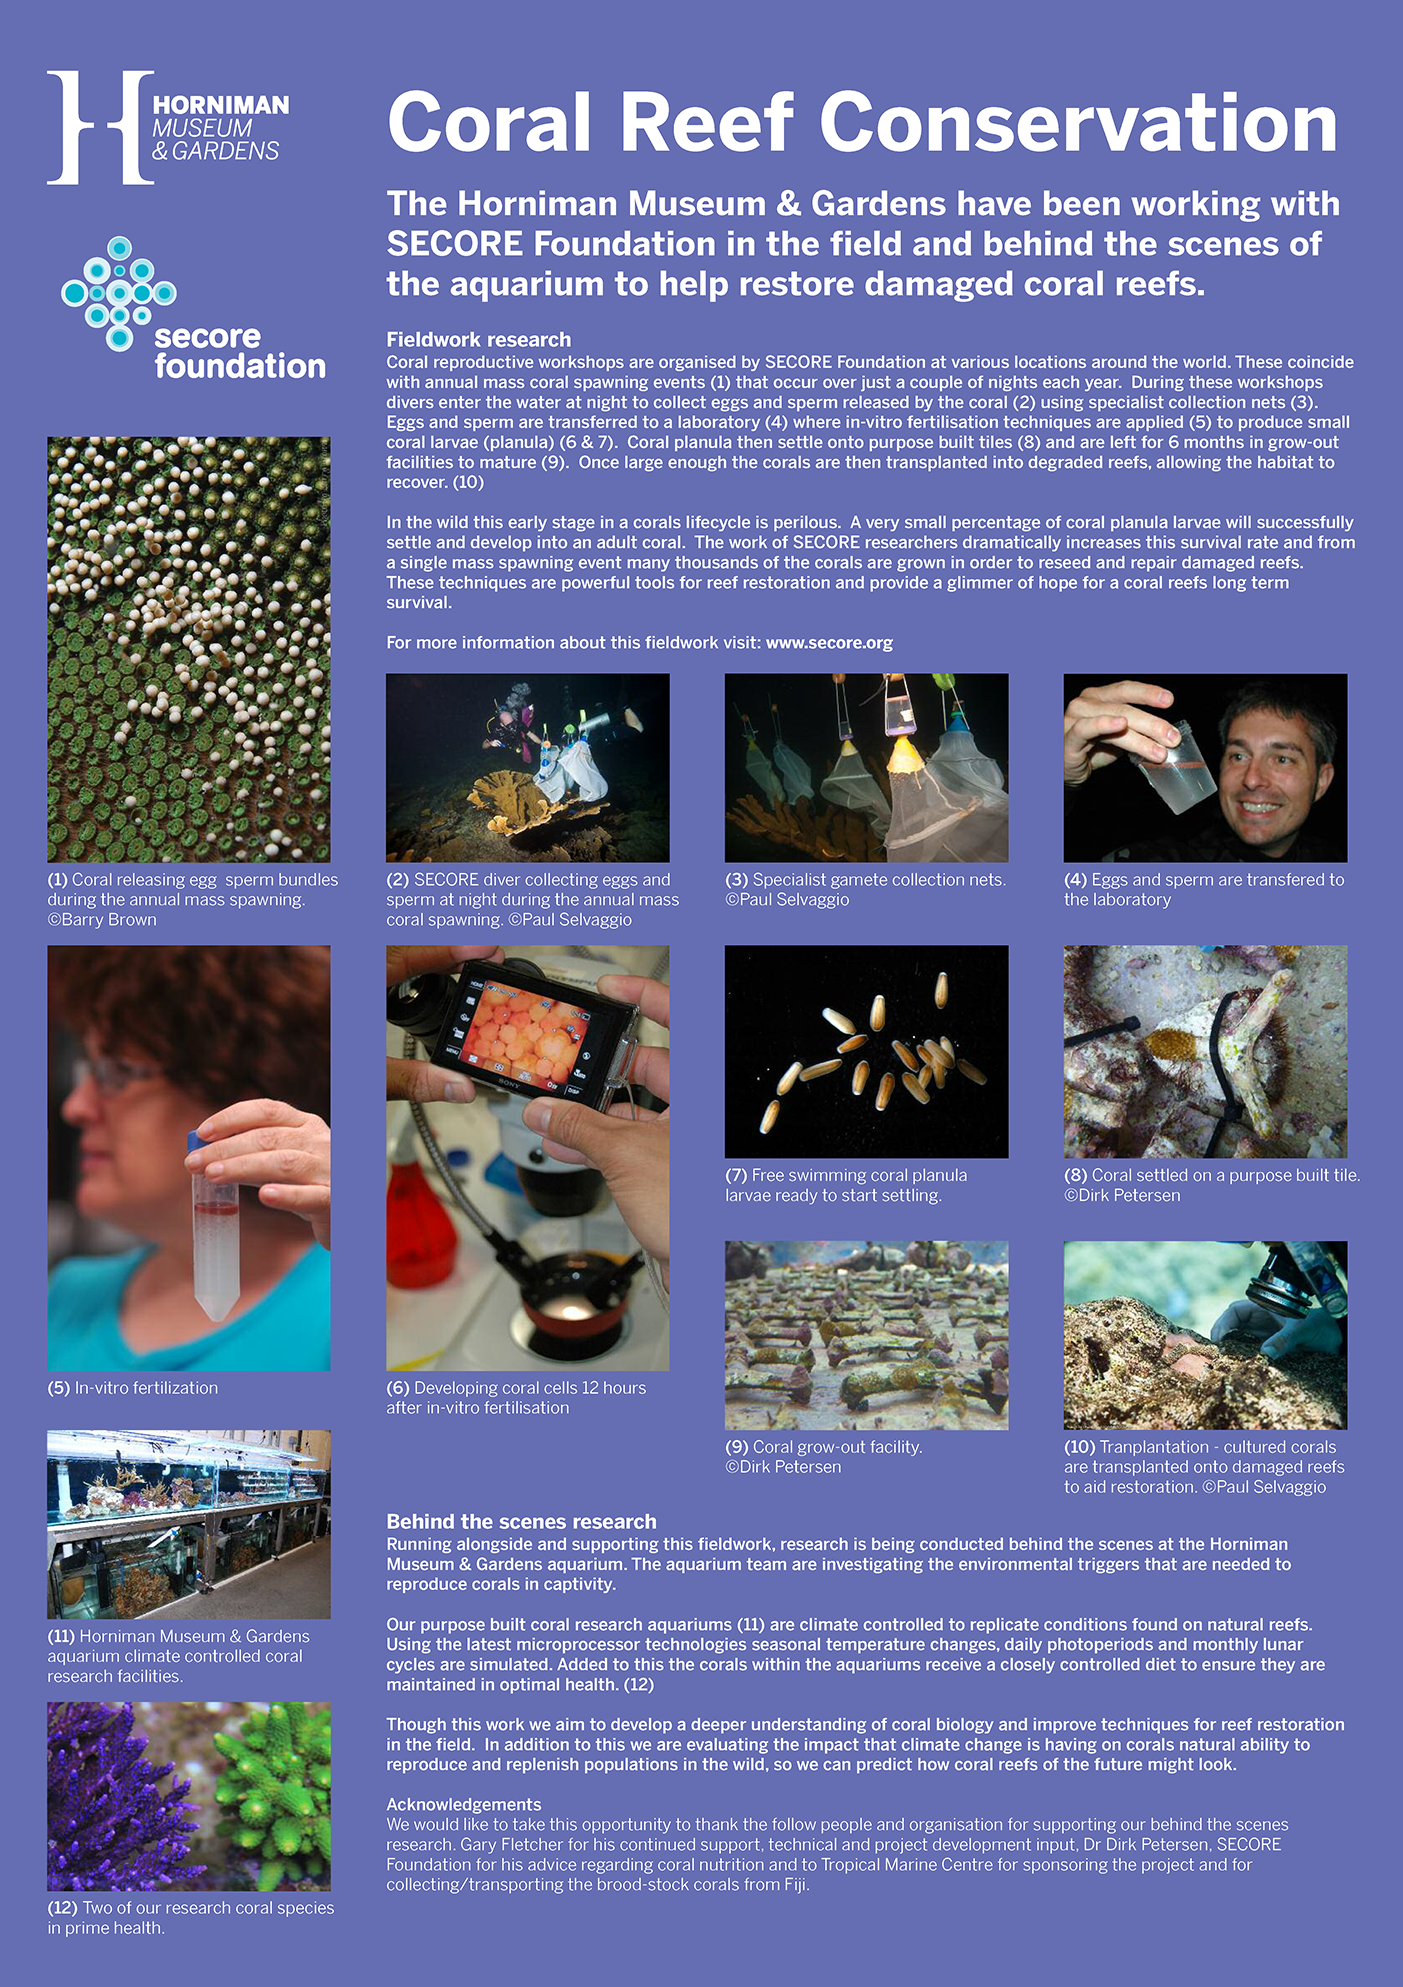 HORNIMAN
MUSEUM
& GARDENS
secore
foundation
Coral Reef Conservation
The Horniman Museum & Gardens have been working with
SECORE Foundation in the field and behind the scenes of
the aquarium to help restore damaged coral reefs.
Fieldwork research
Coral reproductive workshops are organised by SECORE Foundation at various locations around the world. These coincide
with annual mass coral spawning events (1) that occur over just a couple of nights each year.  During these workshops
divers enter the water at night to collect eggs and sperm released by the coral (2) using specialist collection nets (3).
Eggs and sperm are transferred to a laboratory (4) where in-vitro fertilisation techniques are applied (5) to produce small
coral larvae (planula) (6 & 7).  Coral planula then settle onto purpose built tiles (8) and are left for 6 months in grow-out
facilities to mature (9).  Once large enough the corals are then transplanted into degraded reefs, allowing the habitat to
recover. (10)
In the wild this early stage in a corals lifecycle is perilous.  A very small percentage of coral planula larvae will successfully
settle and develop into an adult coral.  The work of SECORE researchers dramatically increases this survival rate and from
a single mass spawning event many thousands of the corals are grown in order to reseed and repair damaged reefs.
These techniques are powerful tools for reef restoration and provide a glimmer of hope for a coral reefs long term
survival.
For more information about this fieldwork visit: www.secore.org
(1) Coral releasing egg  sperm bundles
during the annual mass spawning.
©Barry Brown
(2) SECORE diver collecting eggs and
sperm at night during the annual mass
coral spawning. ©Paul Selvaggio
(3) Specialist gamete collection nets.
©Paul Selvaggio
(4) Eggs and sperm are transfered to
the laboratory
HOME
MENU
SONY
DISP
(5) In-vitro fertilization
(6) Developing coral cells 12 hours
after in-vitro fertilisation
(7) Free swimming coral planula
larvae ready to start settling.
(8) Coral settled on a purpose built tile.
©Dirk Petersen
(9) Coral grow-out facility.
©Dirk Petersen
(10) Tranplantation - cultured corals
are transplanted onto damaged reefs
to aid restoration. ©Paul Selvaggio
(11) Horniman Museum & Gardens
aquarium climate controlled coral
research facilities.
(12) Two of our research coral species
in prime health.
Behind the scenes research
Running alongside and supporting this fieldwork, research is being conducted behind the scenes at the Horniman
Museum & Gardens aquarium. The aquarium team are investigating the environmental triggers that are needed to
reproduce corals in captivity.
Our purpose built coral research aquariums (11) are climate controlled to replicate conditions found on natural reefs.
Using the latest microprocessor technologies seasonal temperature changes, daily photoperiods and monthly lunar
cycles are simulated. Added to this the corals within the aquariums receive a closely controlled diet to ensure they are
maintained in optimal health. (12)
Though this work we aim to develop a deeper understanding of coral biology and improve techniques for reef restoration
in the field.  In addition to this we are evaluating the impact that climate change is having on corals natural ability to
reproduce and replenish populations in the wild, so we can predict how coral reefs of the future might look.
Acknowledgements
We would like to take this opportunity to thank the follow people and organisation for supporting our behind the scenes
research. Gary Fletcher for his continued support, technical and project development input, Dr Dirk Petersen, SECORE
Foundation for his advice regarding coral nutrition and to Tropical Marine Centre for sponsoring the project and for
collecting/transporting the brood-stock corals from Fiji.